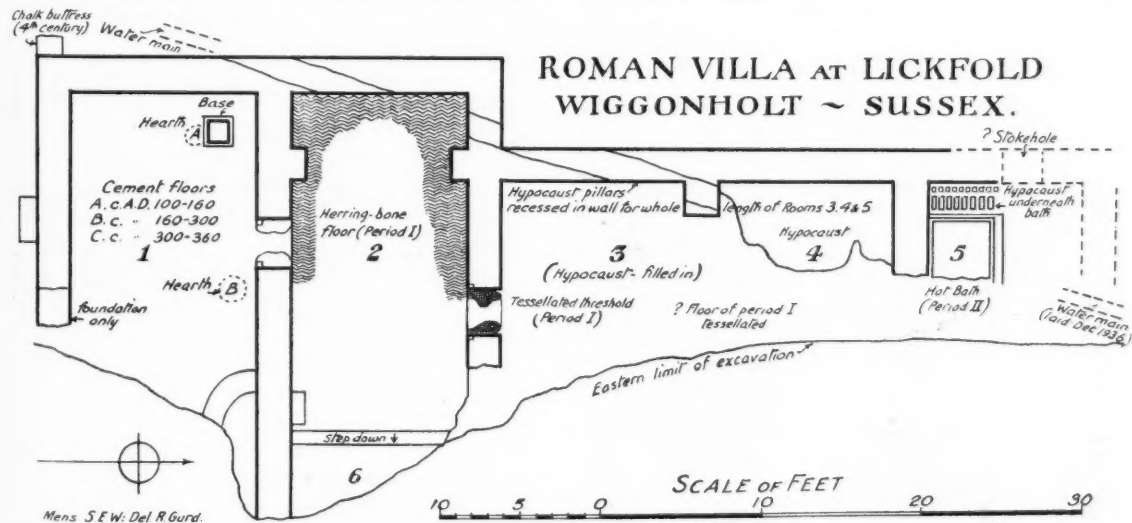 Chalk buttress
(4th century)
Water main
ROMAN VILLA AT LICKFOLD
WIGGONHOLT ~ SUSSEX.
Base
Hearth
A
Cement floors
A. c. A.D. 100-160
B. c. " 160-300
C. c. " 300-360
1
Hearth
B
foundation
only
Herring-bone
floor (Period I)
2
Hypocaust pillars
recessed in wall for whole
length of Rooms 3. 4 & 5
3
(Hypocaust - filled in)
Tessellated threshold
(Period I)
? Floor of period I
tessellated
Hypocaust
4
? Stokehole
Hypocaust
underneath
bath
5
Hot Bath
(Period II)
Water main
(laid Dec 1936)
Eastern limit of excavation
Step down
6
Mens S.E.W: Del R. Gurd.
SCALE OF FEET
10 5 0 10 20 30